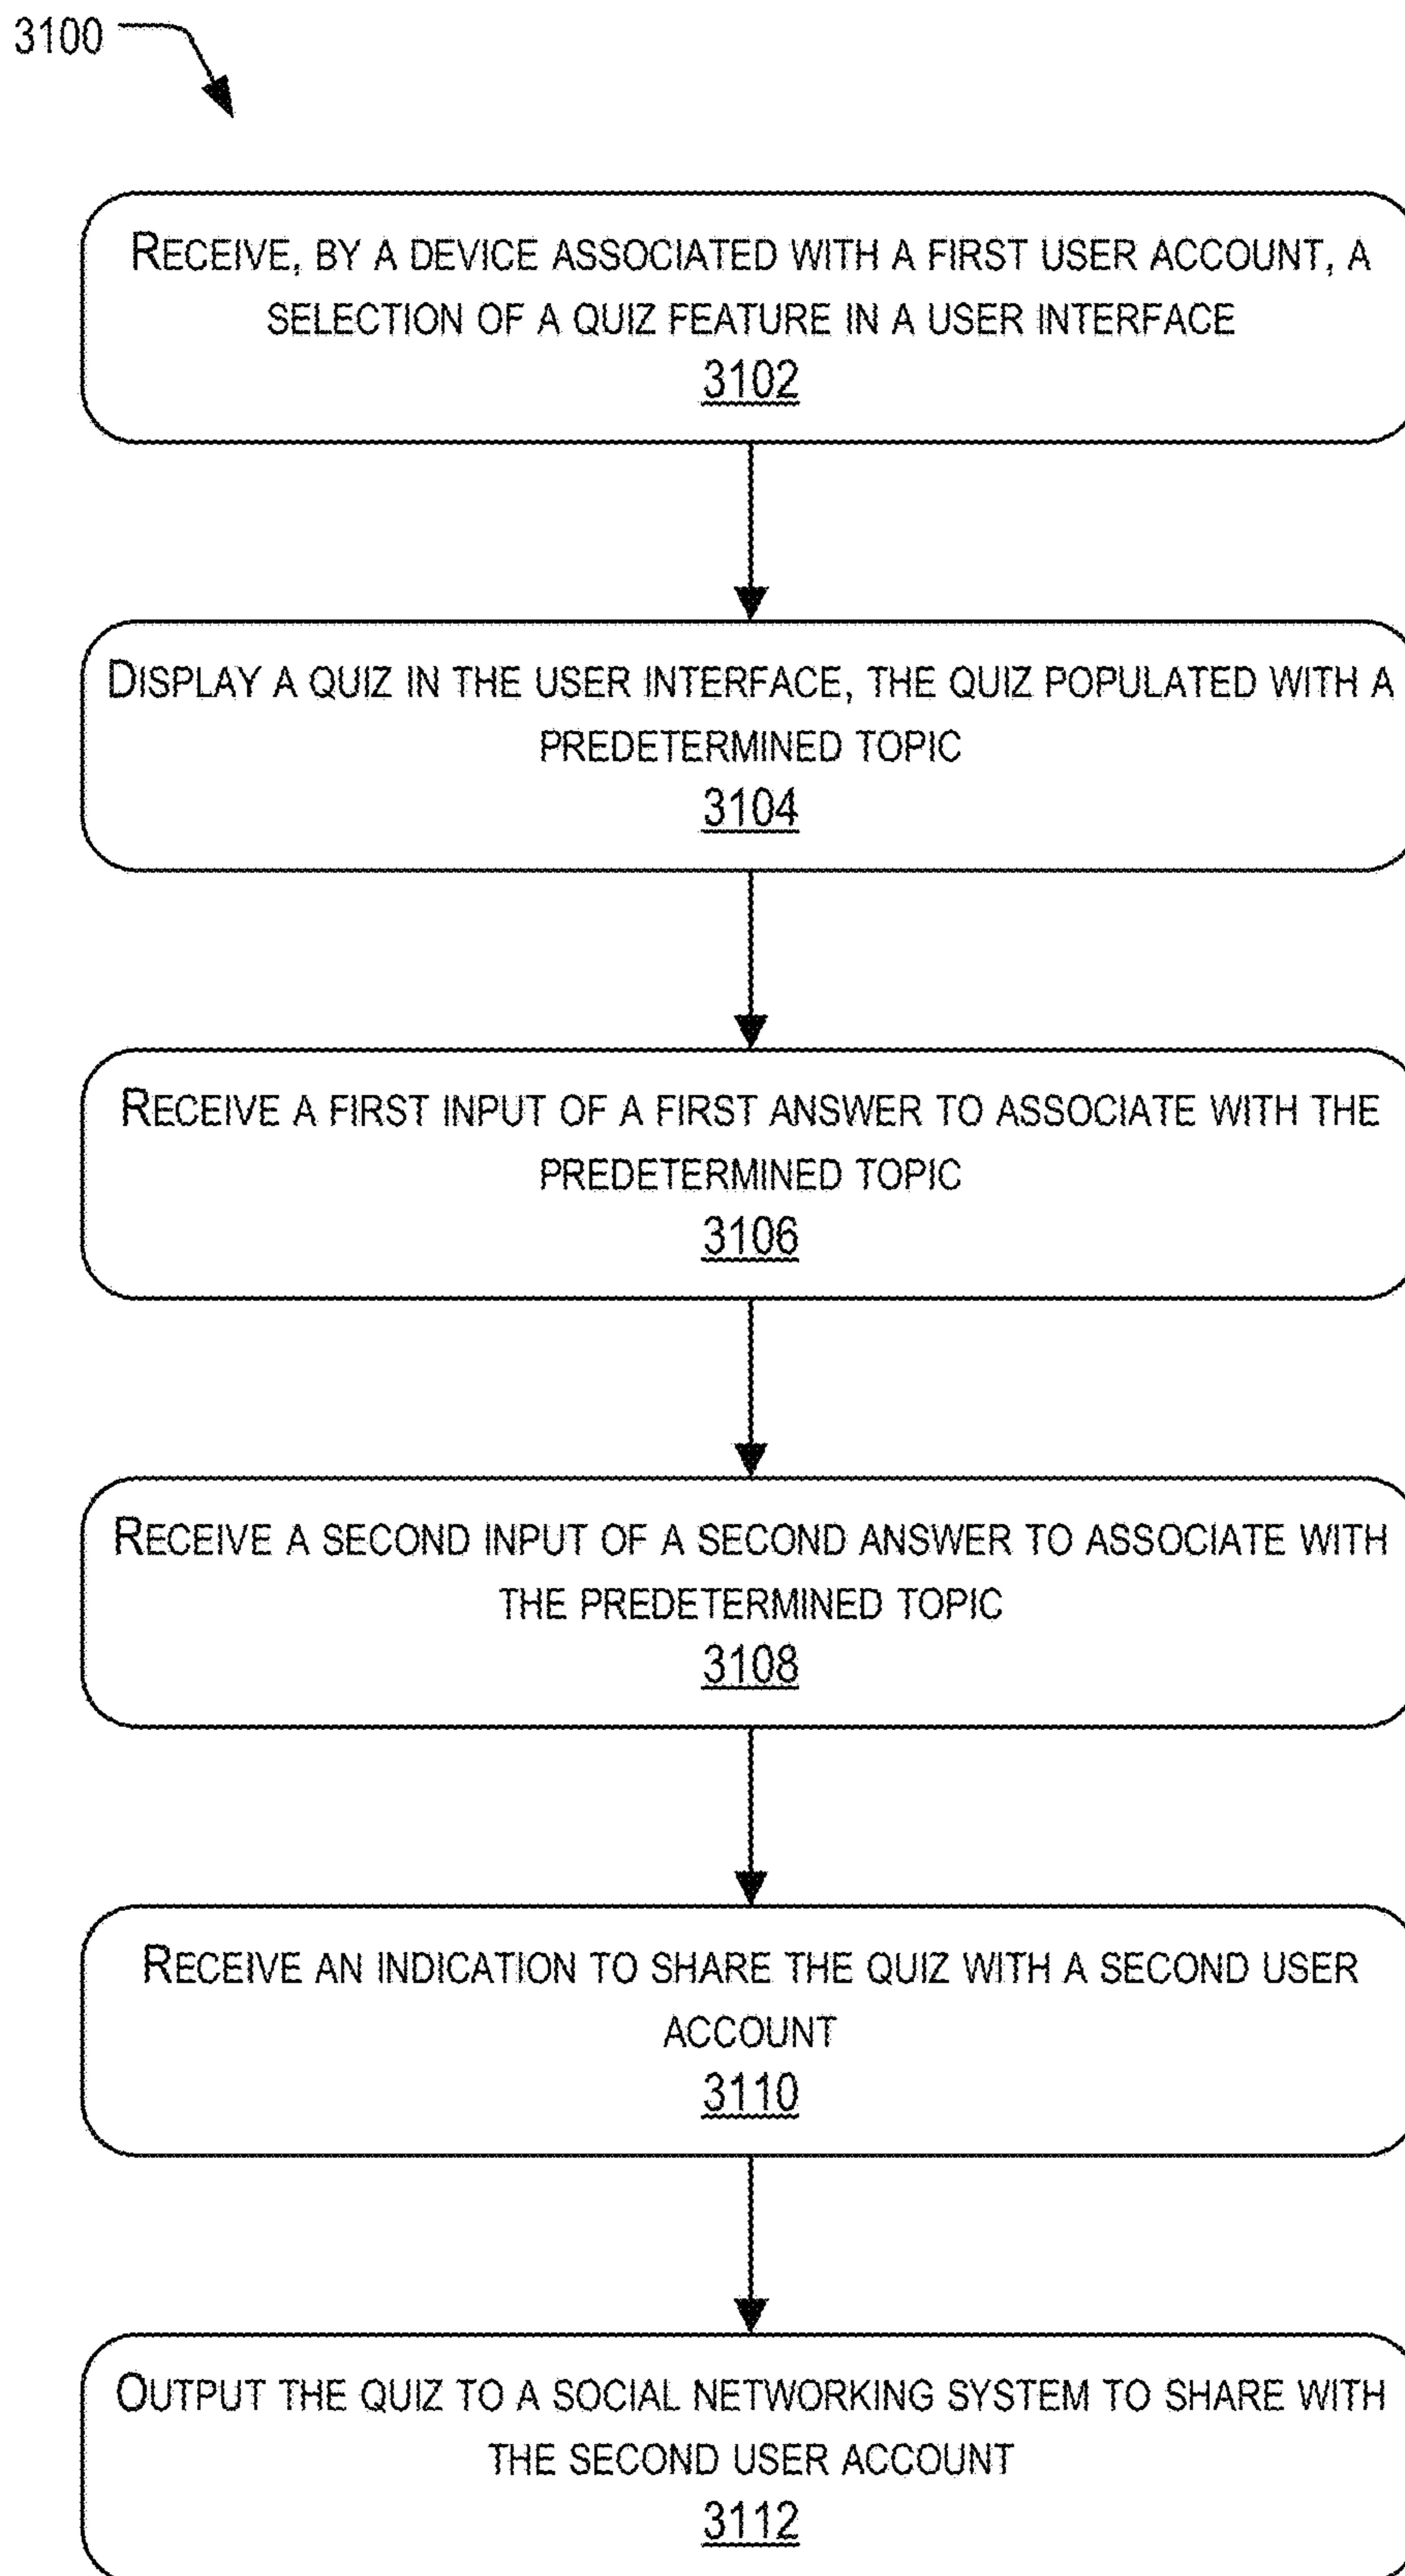 3100
RECEIVE, BY A DEVICE ASSOCIATED WITH A FIRST USER ACCOUNT, A
SELECTION OF A QUIZ FEATURE IN A USER INTERFACE
3102
DISPLAY A QUIZ IN THE USER INTERFACE, THE QUIZ POPULATED WITH A
PREDETERMINED TOPIC
3104
RECEIVE A FIRST INPUT OF A FIRST ANSWER TO ASSOCIATE WITH THE
PREDETERMINED TOPIC
3106
RECEIVE A SECOND INPUT OF A SECOND ANSWER TO ASSOCIATE WITH
THE PREDETERMINED TOPIC
3108
RECEIVE AN INDICATION TO SHARE THE QUIZ WITH A SECOND USER
ACCOUNT
3110
OUTPUT THE QUIZ TO A SOCIAL NETWORKING SYSTEM TO SHARE WITH
THE SECOND USER ACCOUNT
3112